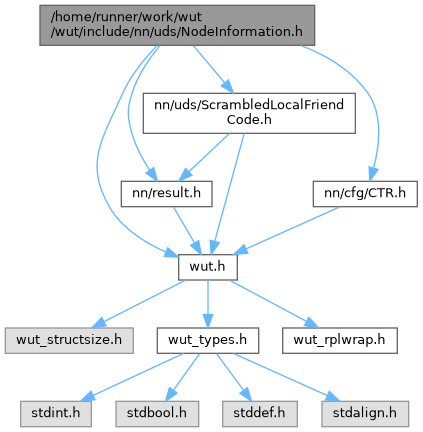 /home/runner/work/wut
/wut/include/nn/uds/NodeInformation.h
nn/uds/ScrambledLocalFriend
Code.h
nn/result.h
nn/cfg/CTR.h
wut.h
wut_structsize.h
wut_types.h
wut_rplwrap.h
stdint.h
stdbool.h
stddef.h
stdalign.h